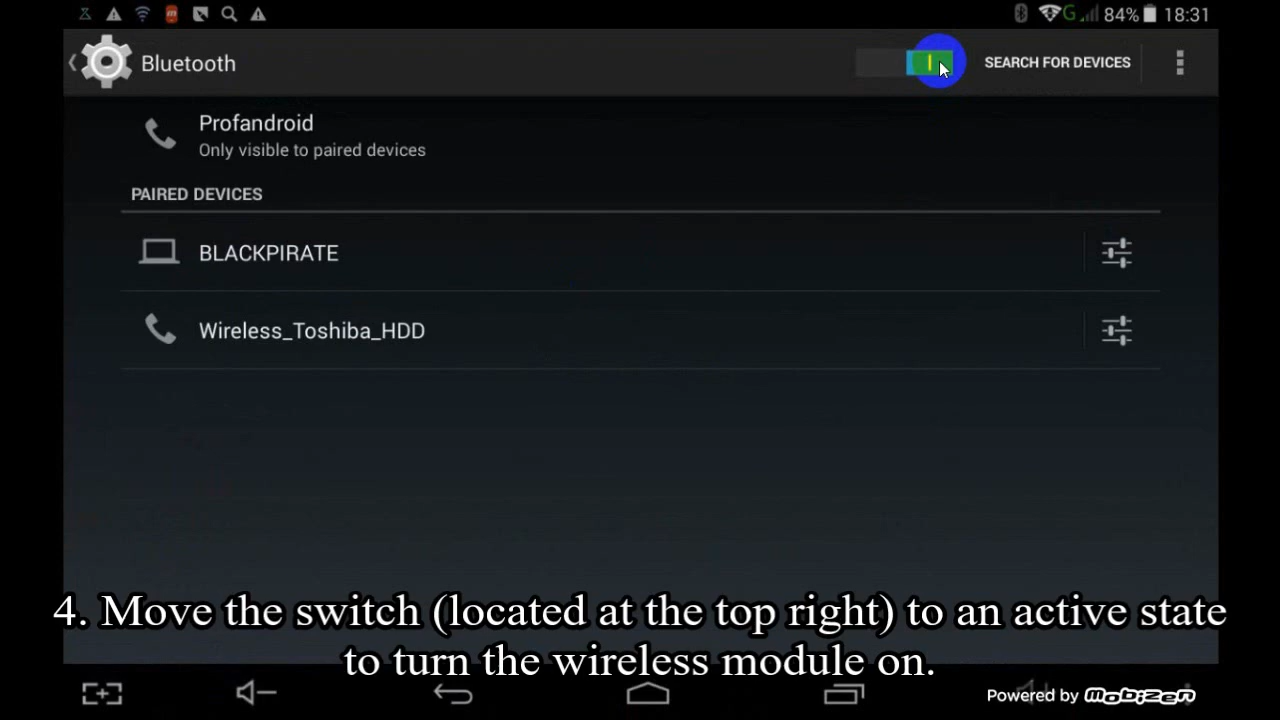 G 84% 18:31
Bluetooth SEARCH FOR DEVICES
Profandroid
Only visible to paired devices
PAIRED DEVICES
BLACKPIRATE
Wireless_Toshiba_HDD
4. Move the switch (located at the top right) to an active state
to turn the wireless module on.
Powered by mobizen